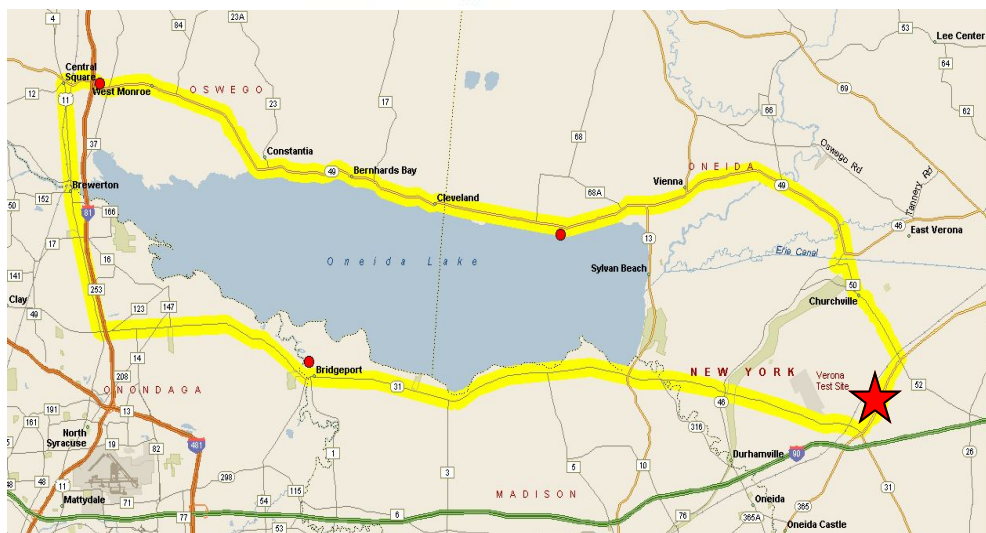 4
84
23A
53
Lee Center
64
Central
Square
12
11
West Monroe
OSWEGO
23
17
68
66
69
62
37
Constantia
49
Bernhards Bay
Cleveland
68A
Vienna
ONEIDA
49
Oswego Rd
Tannery Rd
46
East Verona
Brewerton
152
50
166
81
17
16
141
Oneida Lake
13
Sylvan Beach
Erie Canal
50
Churchville
Clay
253
49
123
147
14
208
ONONDAGA
13
Bridgeport
31
NEW YORK
Verona
Test Site
52
46
316
191
161
North
Syracuse
19
82
481
298
1
3
5
10
Durhamville
90
26
48
48
11
Mattydale
71
77
54
115
53
6
MADISON
76
Oneida
365A
365
31
Oneida Castle